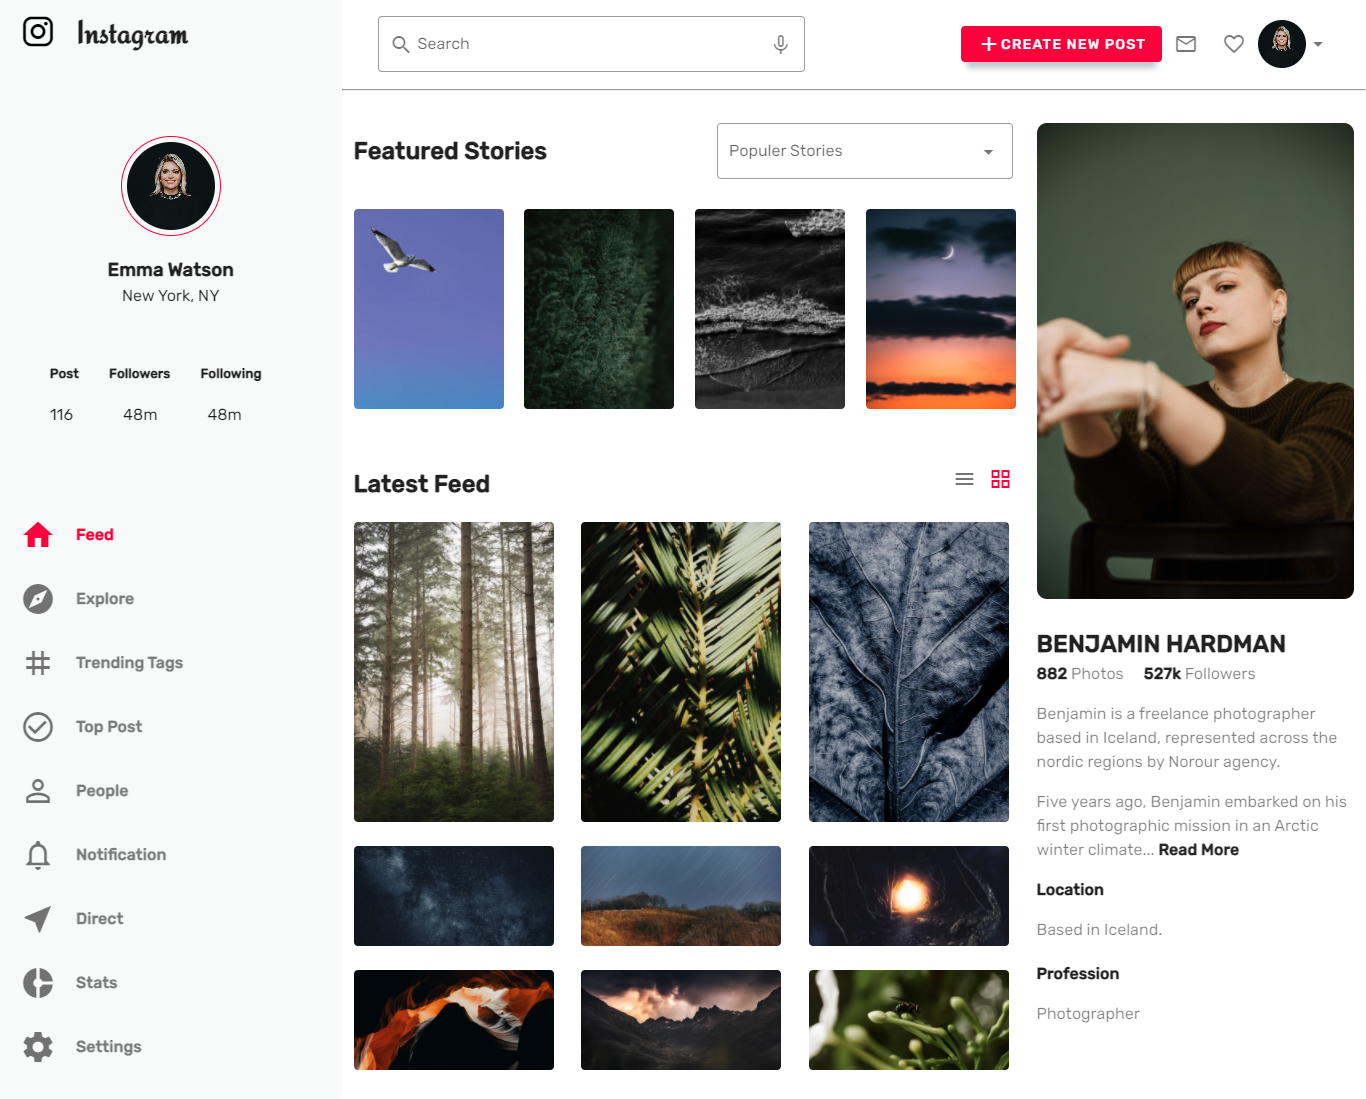 Instagram
Search
CREATE NEW POST
Emma Watson
New York, NY
Post Followers Following
116 48m 48m
Feed
Explore
Trending Tags
Top Post
People
Notification
Direct
Stats
Settings
Featured Stories
Populer Stories
Latest Feed
BENJAMIN HARDMAN
882 Photos 527k Followers
Benjamin is a freelance photographer
based in Iceland, represented across the
nordic regions by Norour agency.
Five years ago, Benjamin embarked on his
first photographic mission in an Arctic
winter climate... Read More
Location
Based in Iceland.
Profession
Photographer